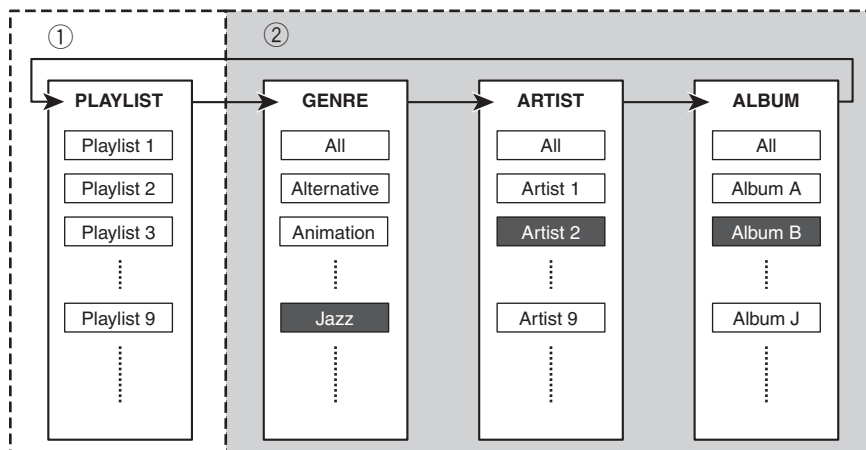 ①
②
PLAYLIST
Playlist 1
Playlist 2
Playlist 3
Playlist 9
GENRE
All
Alternative
Animation
Jazz
ARTIST
All
Artist 1
Artist 2
Artist 9
ALBUM
All
Album A
Album B
Album J